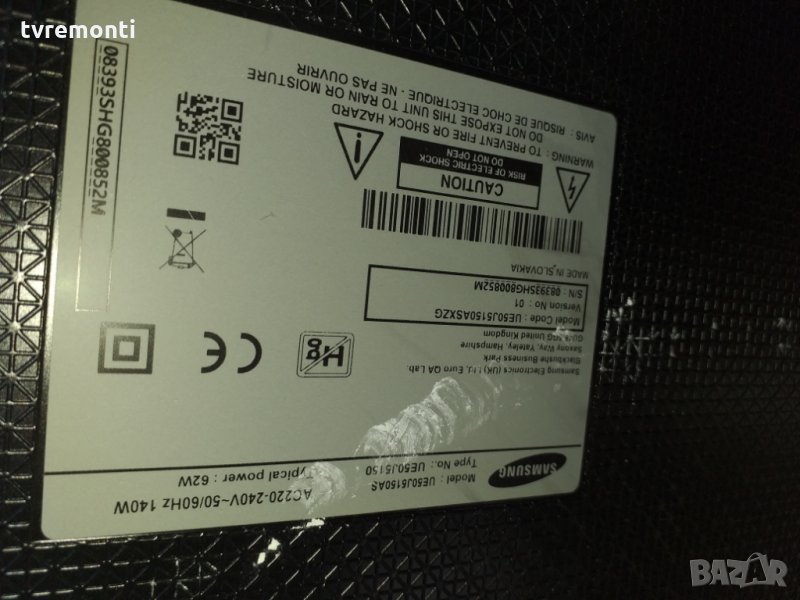 tvremonti
SAMSUNG
Model : UE50J5150AS
Type No.: UE50J5150
AC220-240V~50/60Hz 140W
Typical power : 62W
Samsung Electronics (UK) Ltd, Euro QA Lab.
Blackbushe Business Park
Saxony Way, Yateley, Hampshire
GU46 6GG United Kingdom
Model Code : UE50J5150ASXZG
Version No : 01
S/N : 08393SHG800852M
MADE IN SLOVAKIA
Hg
CE
CAUTION
RISK OF ELECTRIC SHOCK
DO NOT OPEN
WARNING : TO PREVENT FIRE OR SHOCK HAZARD
DO NOT EXPOSE THIS UNIT TO RAIN OR MOISTURE
AVIS : RISQUE DE CHOC ELECTRIQUE - NE PAS OUVRIR
08393SHG800852M
BAZAR